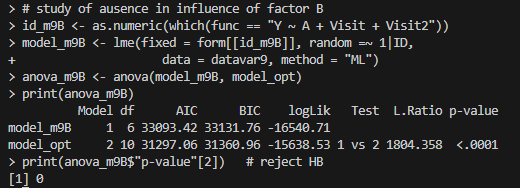 > # study of ausence in influence of factor B
> id_m9B <- as.numeric(which(func == "Y ~ A + Visit + Visit2"))
> model_m9B <- lme(fixed = form[[id_m9B]], random =~ 1|ID,
+                  data = datavar9, method = "ML")
> anova_m9B <- anova(model_m9B, model_opt)
> print(anova_m9B)
          Model df      AIC      BIC    logLik   Test  L.Ratio p-value
model_m9B     1  6 33093.42 33131.76 -16540.71
model_opt     2 10 31297.06 31360.96 -15638.53 1 vs 2 1804.358  <.0001
> print(anova_m9B$"p-value"[2])   # reject HB
[1] 0